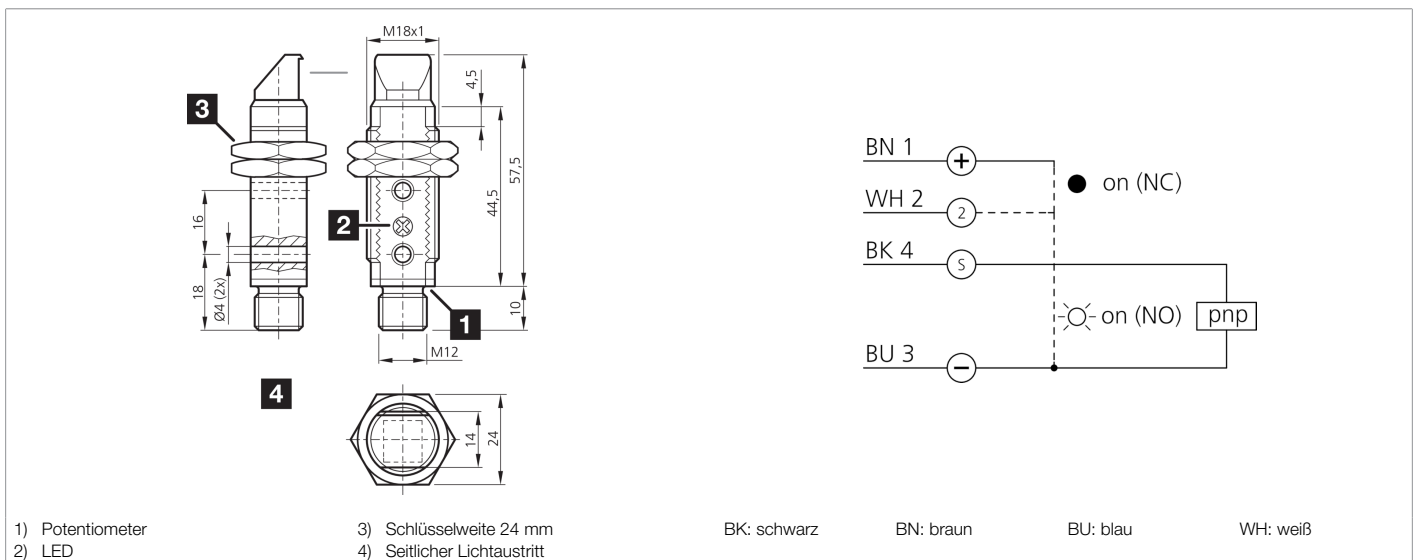 M18x1
4,5
3
57,5
44,5
16
2
18
Ø4 (2x)
10
1
M12
4
14
24
BN 1
+
on (NC)
WH 2
2
BK 4
S
on (NO)
pnp
BU 3
−
1) Potentiometer
2) LED
3) Schlüsselweite 24 mm
4) Seitlicher Lichtaustritt
BK: schwarz
BN: braun
BU: blau
WH: weiß